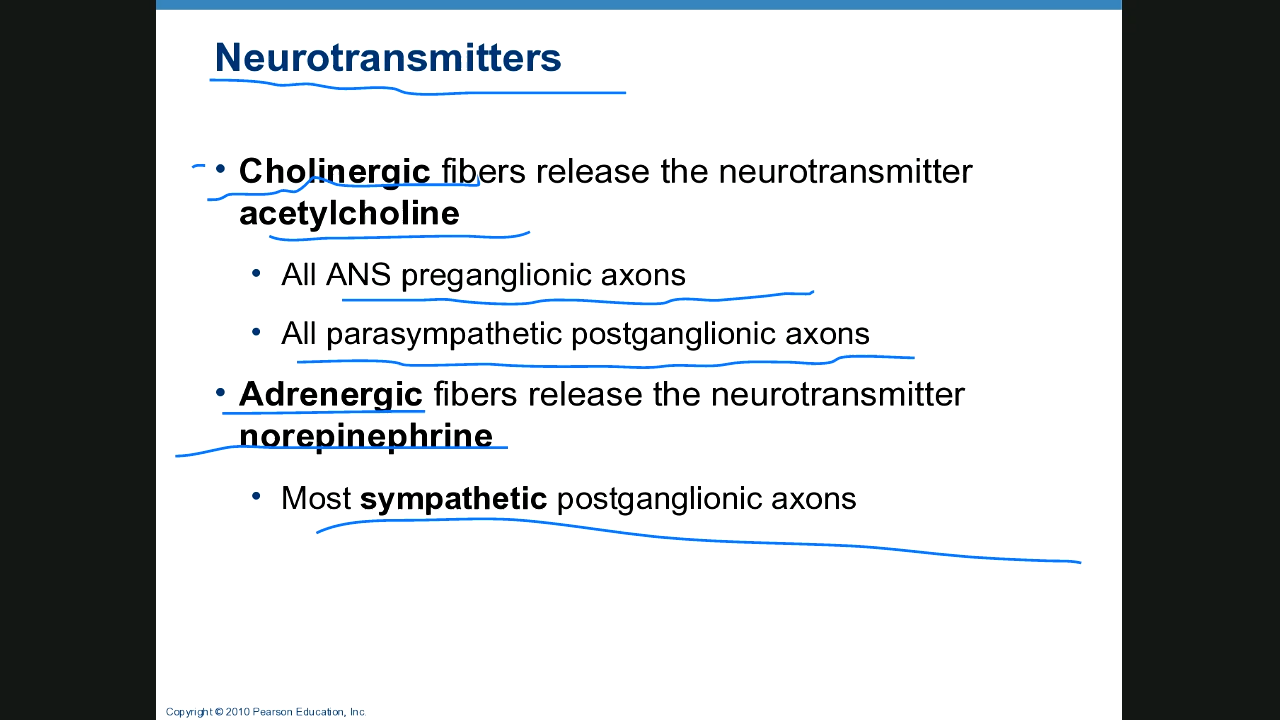 Neurotransmitters
• Cholinergic fibers release the neurotransmitter
acetylcholine
• All ANS preganglionic axons
• All parasympathetic postganglionic axons
• Adrenergic fibers release the neurotransmitter
norepinephrine
• Most sympathetic postganglionic axons
Copyright © 2010 Pearson Education, Inc.